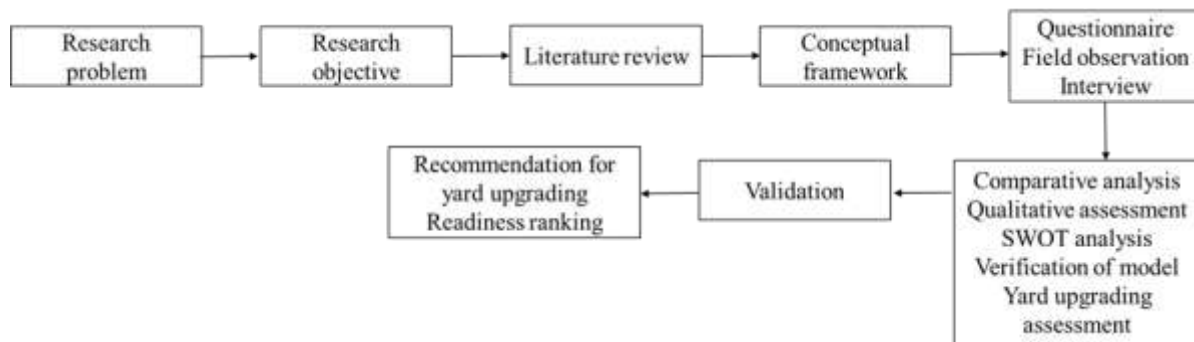 Research
problem
Research
objective
Literature review
Conceptual
framework
Questionnaire
Field observation
Interview
Comparative analysis
Qualitative assessment
SWOT analysis
Verification of model
Yard upgrading
assessment
Validation
Recommendation for
yard upgrading
Readiness ranking